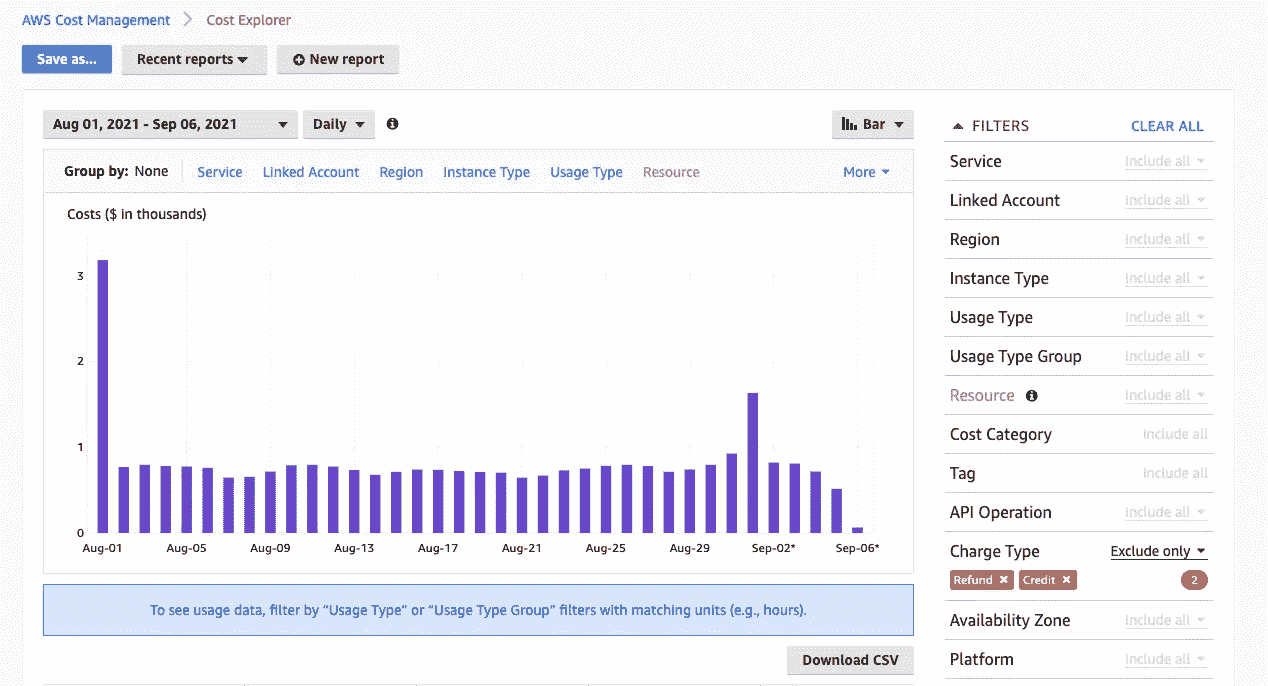 AWS Cost Management > Cost Explorer
Save as... Recent reports New report
Aug 01, 2021 - Sep 06, 2021 Daily Bar
Group by: None Service Linked Account Region Instance Type Usage Type Resource More
Costs ($ in thousands)
3
2
1
0
Aug-01 Aug-05 Aug-09 Aug-13 Aug-17 Aug-21 Aug-25 Aug-29 Sep-02* Sep-06*
To see usage data, filter by “Usage Type” or “Usage Type Group” filters with matching units (e.g., hours).
Download CSV
FILTERS CLEAR ALL
Service Include all
Linked Account Include all
Region Include all
Instance Type Include all
Usage Type Include all
Usage Type Group Include all
Resource Include all
Cost Category Include all
Tag Include all
API Operation Include all
Charge Type Exclude only
Refund × Credit × 2
Availability Zone Include all
Platform Include all